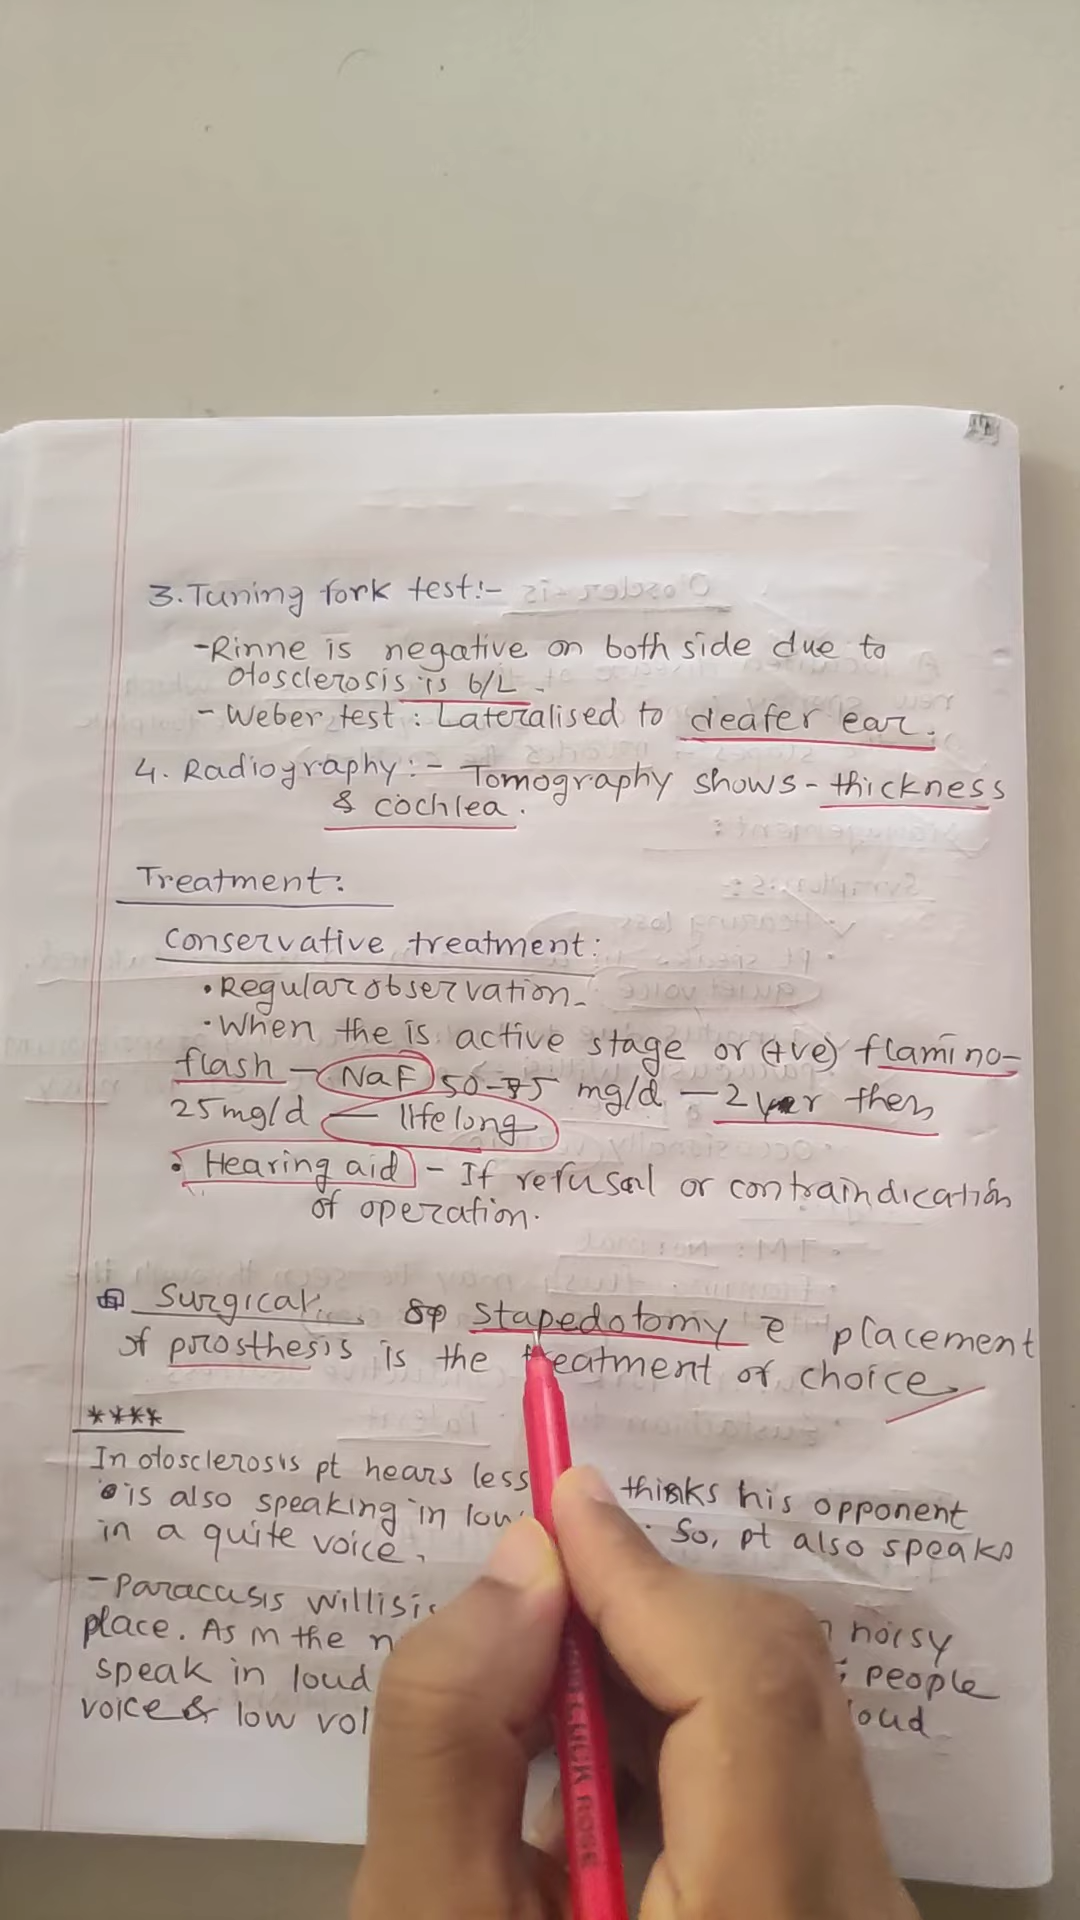 3. Tuning fork test:-
-Rinne is negative on both side due to
otosclerosis is b/L.
- Weber test : Lateralised to deafer ear.
4. Radiography:- Tomography shows - thickness
& cochlea.
Treatment:
Conservative treatment:
• Regular observation.
• When the is active stage or (+ve) flamino-
flash - NaF 50-75 mg/d - 2 yer then
25mg/d - lifelong
• Hearing aid - If refusal or contraindication
of operation.
Surgical: stapedotomy c̄ placement
of prosthesis is the treatment of choice
****
In otosclerosis pt hears less thinks his opponent
is also speaking in low . So, pt also speaks
in a quite voice.
- Paracusis willisi noisy
place. As in the people
speak in loud loud
voice & low